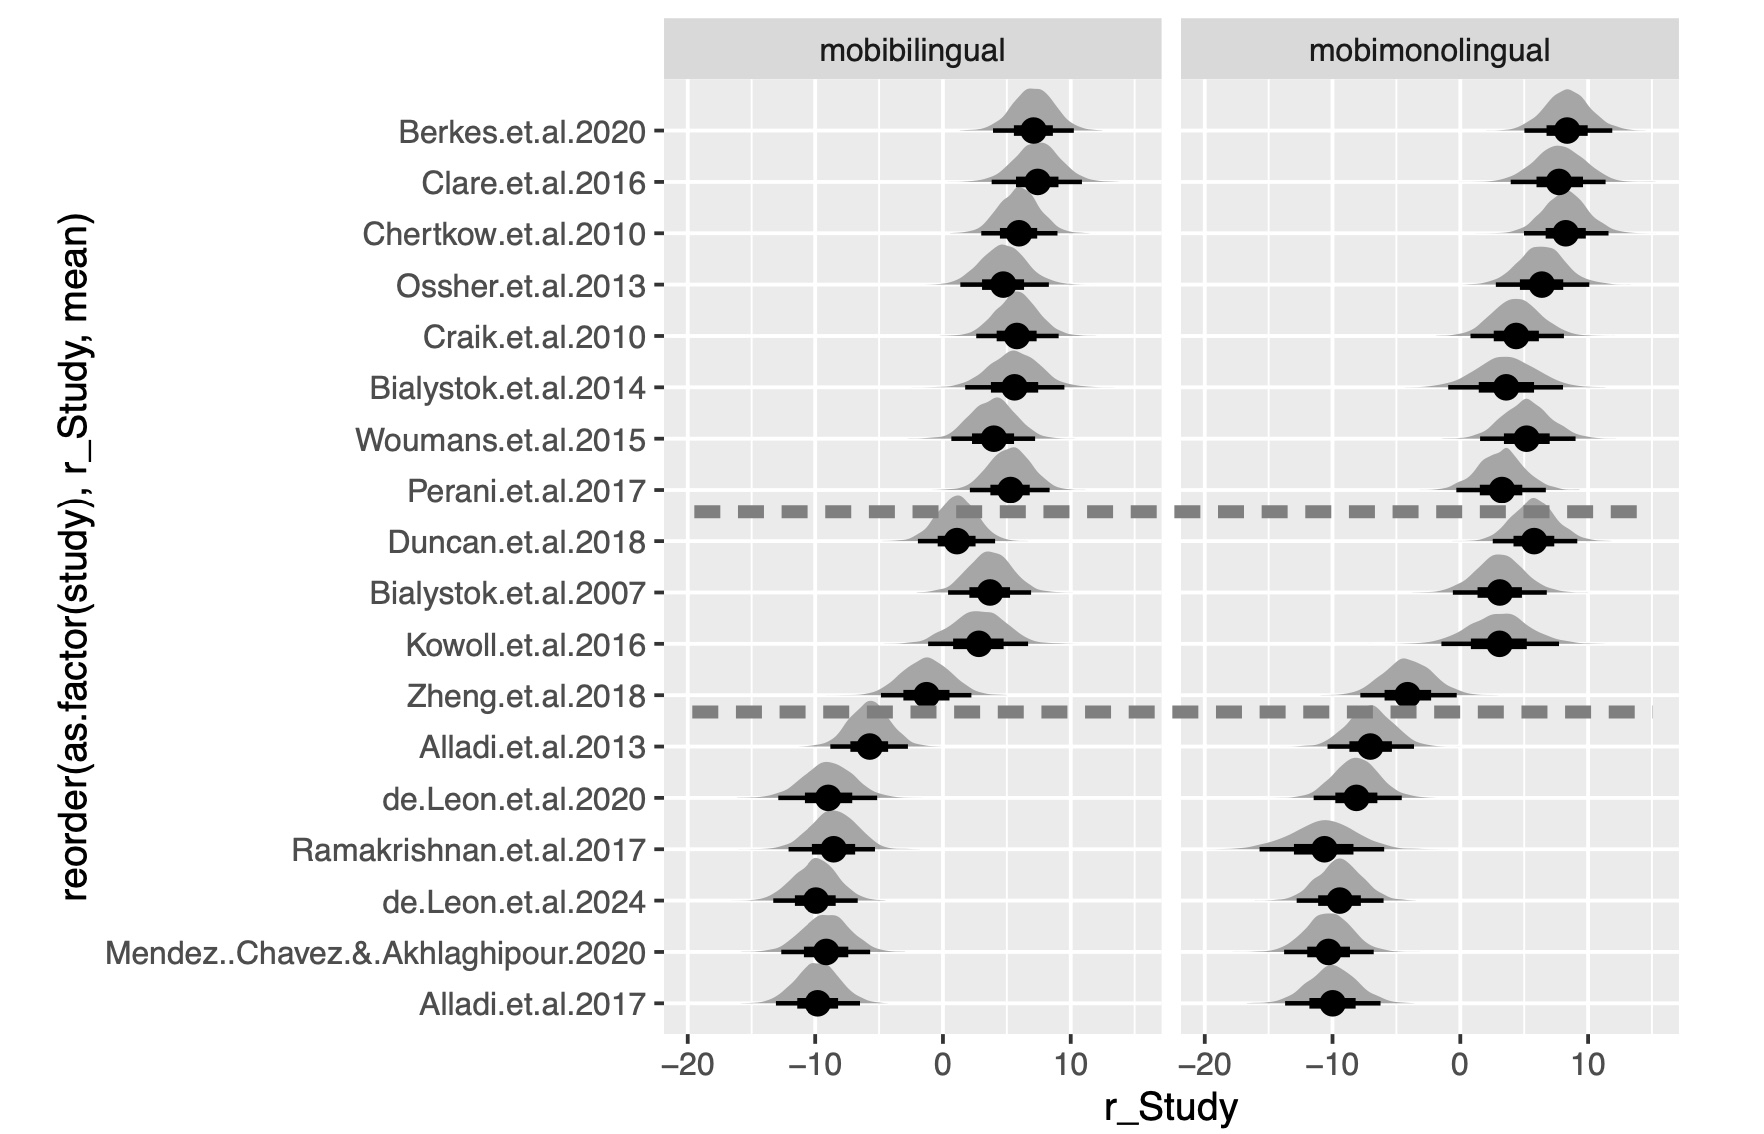 mobibilingual
mobimonolingual
reorder(as.factor(study), r_Study, mean)
Berkes.et.al.2020
Clare.et.al.2016
Chertkow.et.al.2010
Ossher.et.al.2013
Craik.et.al.2010
Bialystok.et.al.2014
Woumans.et.al.2015
Perani.et.al.2017
Duncan.et.al.2018
Bialystok.et.al.2007
Kowoll.et.al.2016
Zheng.et.al.2018
Alladi.et.al.2013
de.Leon.et.al.2020
Ramakrishnan.et.al.2017
de.Leon.et.al.2024
Mendez..Chavez.&.Akhlaghipour.2020
Alladi.et.al.2017
−20 −10 0 10
−20 −10 0 10
r_Study